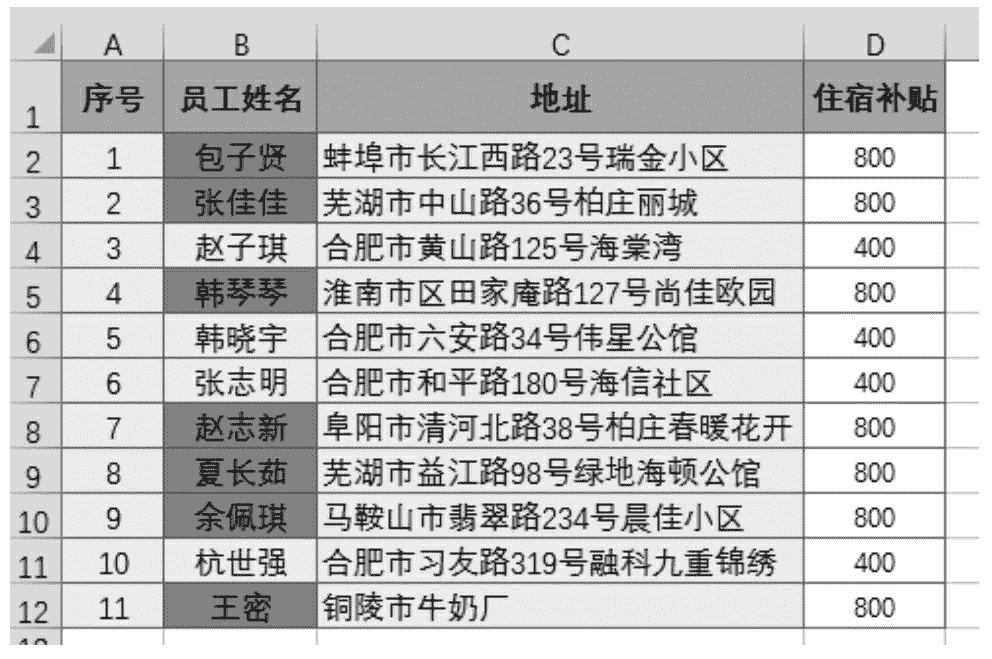 A B C D
1 序号 员工姓名 地址 住宿补贴
2 1 包子贤 蚌埠市长江西路23号瑞金小区 800
3 2 张佳佳 芜湖市中山路36号柏庄丽城 800
4 3 赵子琪 合肥市黄山路125号海棠湾 400
5 4 韩琴琴 淮南市区田家庵路127号尚佳欧园 800
6 5 韩晓宇 合肥市六安路34号伟星公馆 400
7 6 张志明 合肥市和平路180号海信社区 400
8 7 赵志新 阜阳市清河北路38号柏庄春暖花开 800
9 8 夏长茹 芜湖市益江路98号绿地海顿公馆 800
10 9 余佩琪 马鞍山市翡翠路234号晨佳小区 800
11 10 杭世强 合肥市习友路319号融科九重锦绣 400
12 11 王密 铜陵市牛奶厂 800